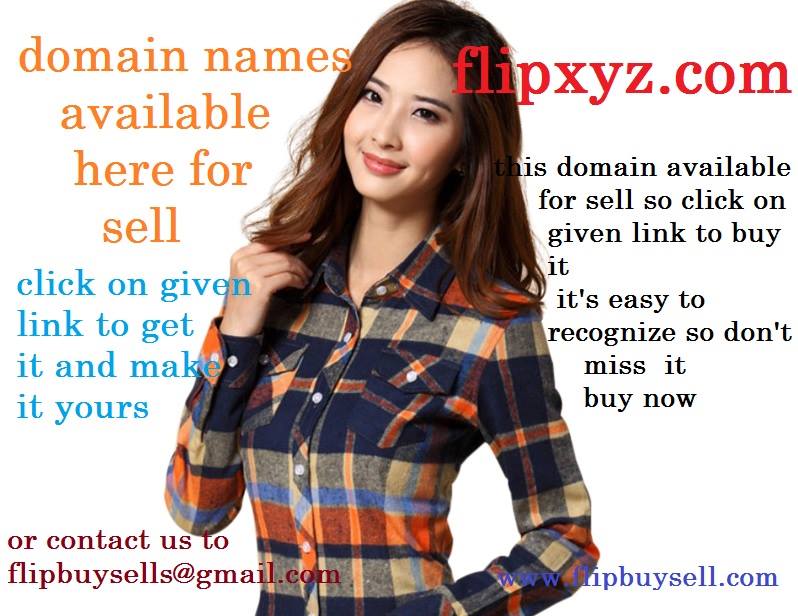 domain names
available
here for
sell
click on given
link to get
it and make
it yours
or contact us to
flipbuysells@gmail.com
flipxyz.com
this domain available
for sell so click on
given link to buy
it
it's easy to
recognize so don't
miss it
buy now
www.flipbuysell.com